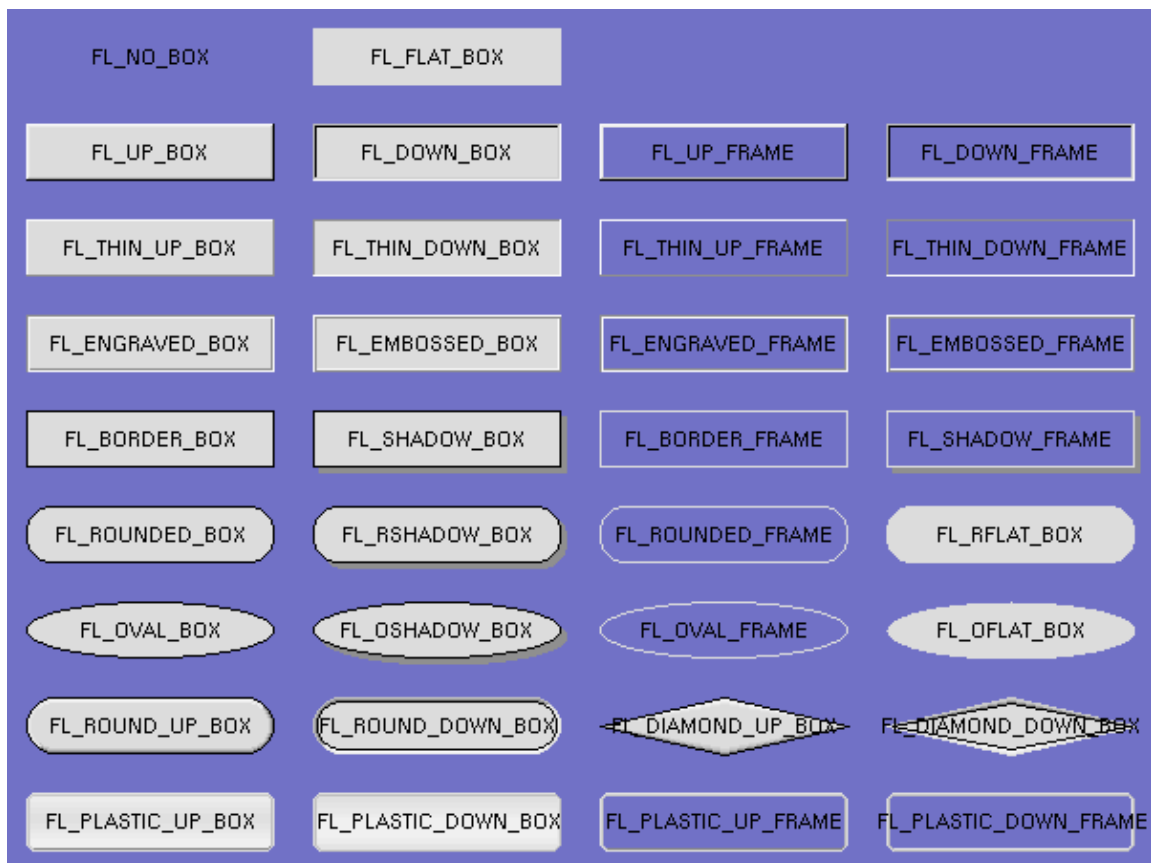 FL_NO_BOX FL_FLAT_BOX
FL_UP_BOX FL_DOWN_BOX FL_UP_FRAME FL_DOWN_FRAME
FL_THIN_UP_BOX FL_THIN_DOWN_BOX FL_THIN_UP_FRAME FL_THIN_DOWN_FRAME
FL_ENGRAVED_BOX FL_EMBOSSED_BOX FL_ENGRAVED_FRAME FL_EMBOSSED_FRAME
FL_BORDER_BOX FL_SHADOW_BOX FL_BORDER_FRAME FL_SHADOW_FRAME
FL_ROUNDED_BOX FL_RSHADOW_BOX FL_ROUNDED_FRAME FL_RFLAT_BOX
FL_OVAL_BOX FL_OSHADOW_BOX FL_OVAL_FRAME FL_OFLAT_BOX
FL_ROUND_UP_BOX FL_ROUND_DOWN_BOX FL_DIAMOND_UP_BOX FL_DIAMOND_DOWN_BOX
FL_PLASTIC_UP_BOX FL_PLASTIC_DOWN_BOX FL_PLASTIC_UP_FRAME FL_PLASTIC_DOWN_FRAME